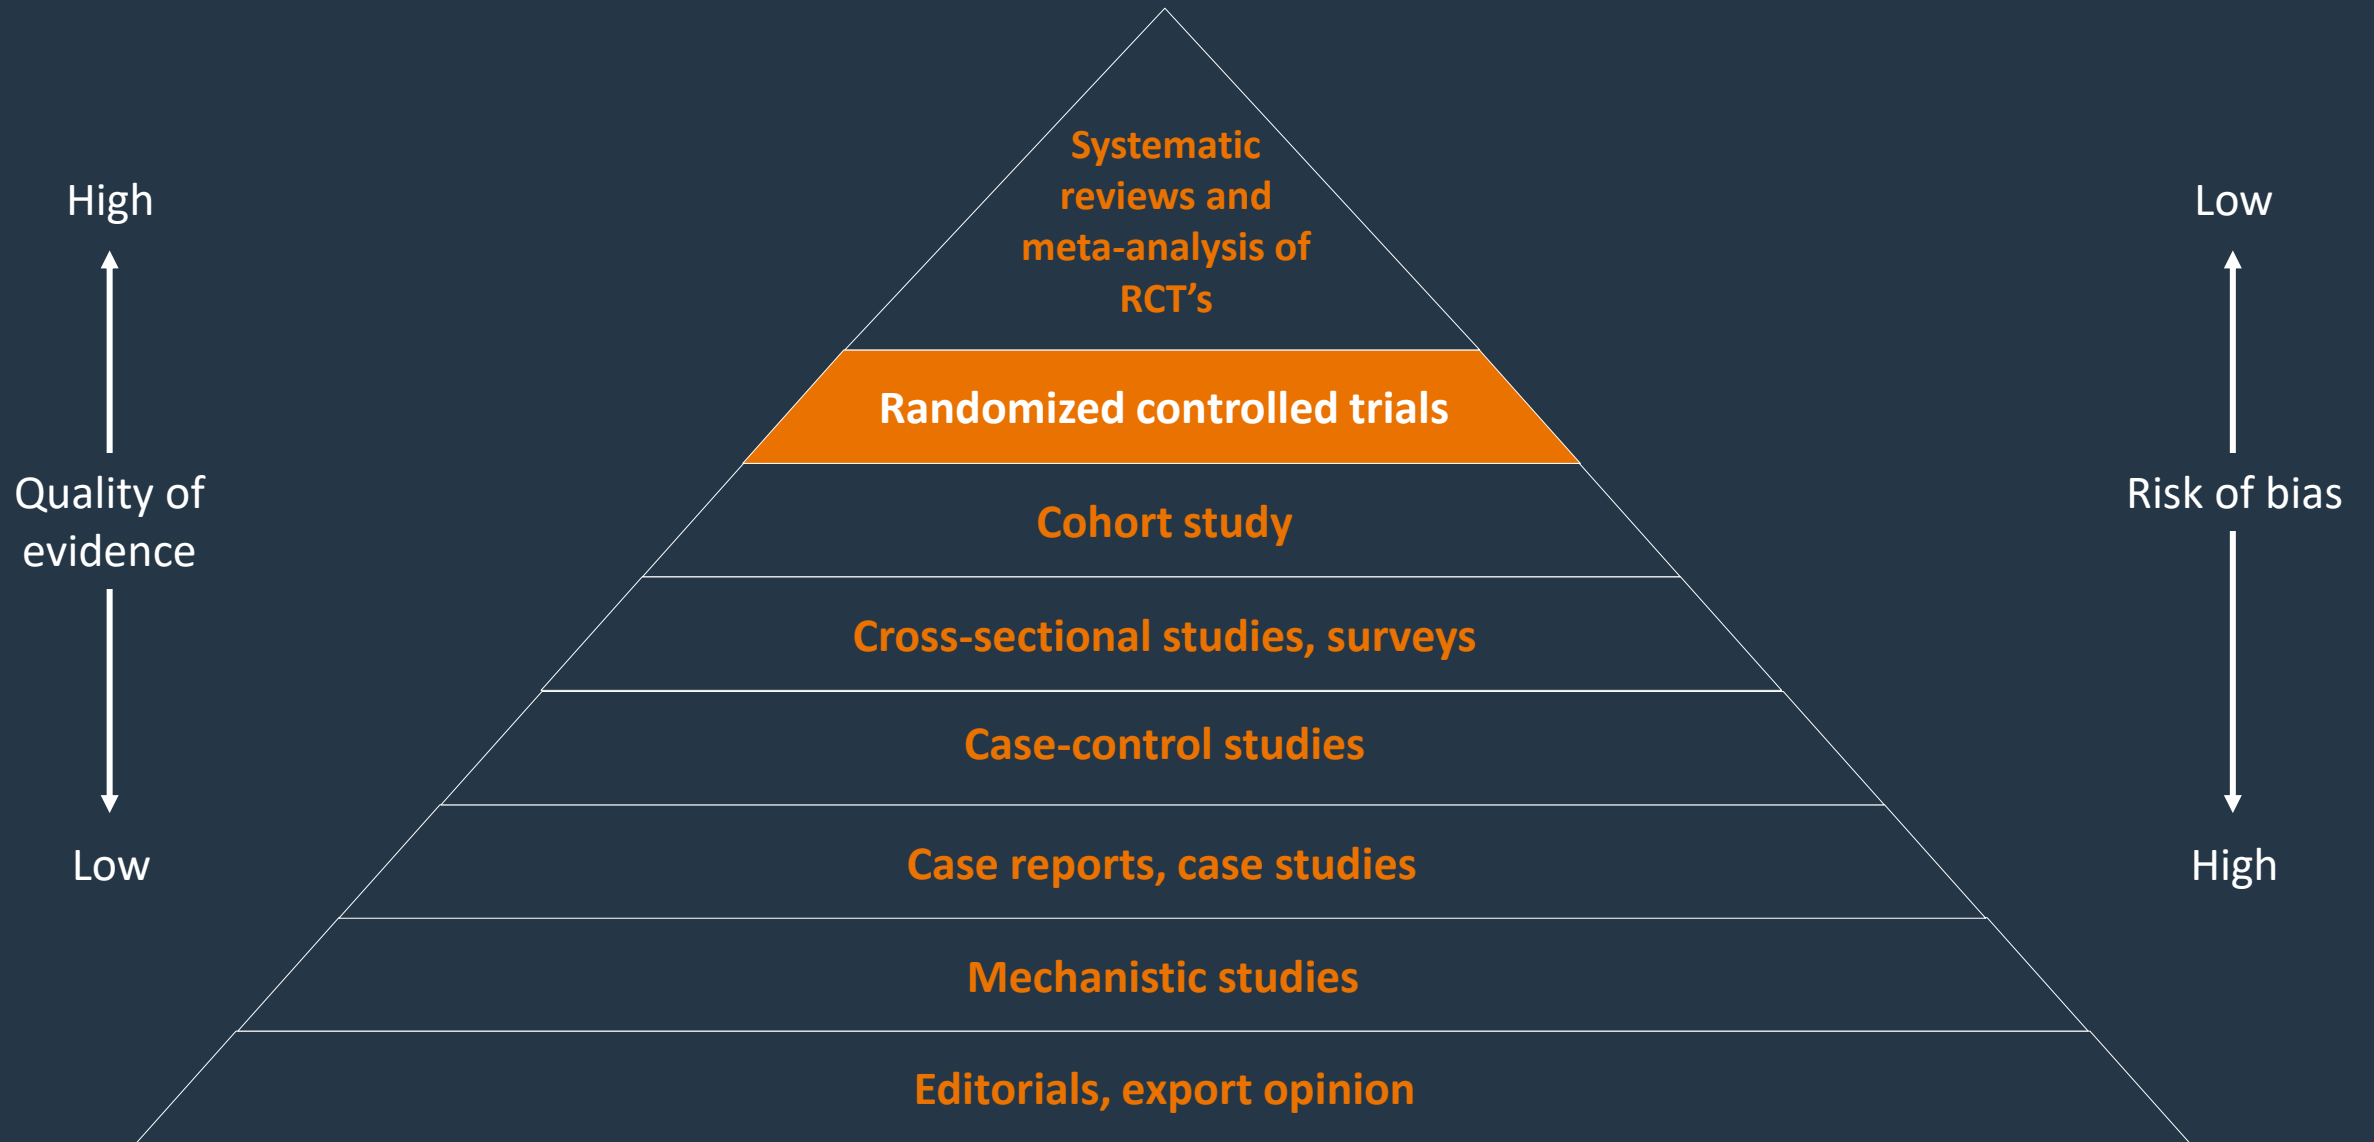 Systematic
reviews and
meta-analysis of
RCT’s
High
Low
Randomized controlled trials
Quality of
evidence
Risk of bias
Cohort study
Cross-sectional studies, surveys
Case-control studies
Low
High
Case reports, case studies
Mechanistic studies
Editorials, export opinion